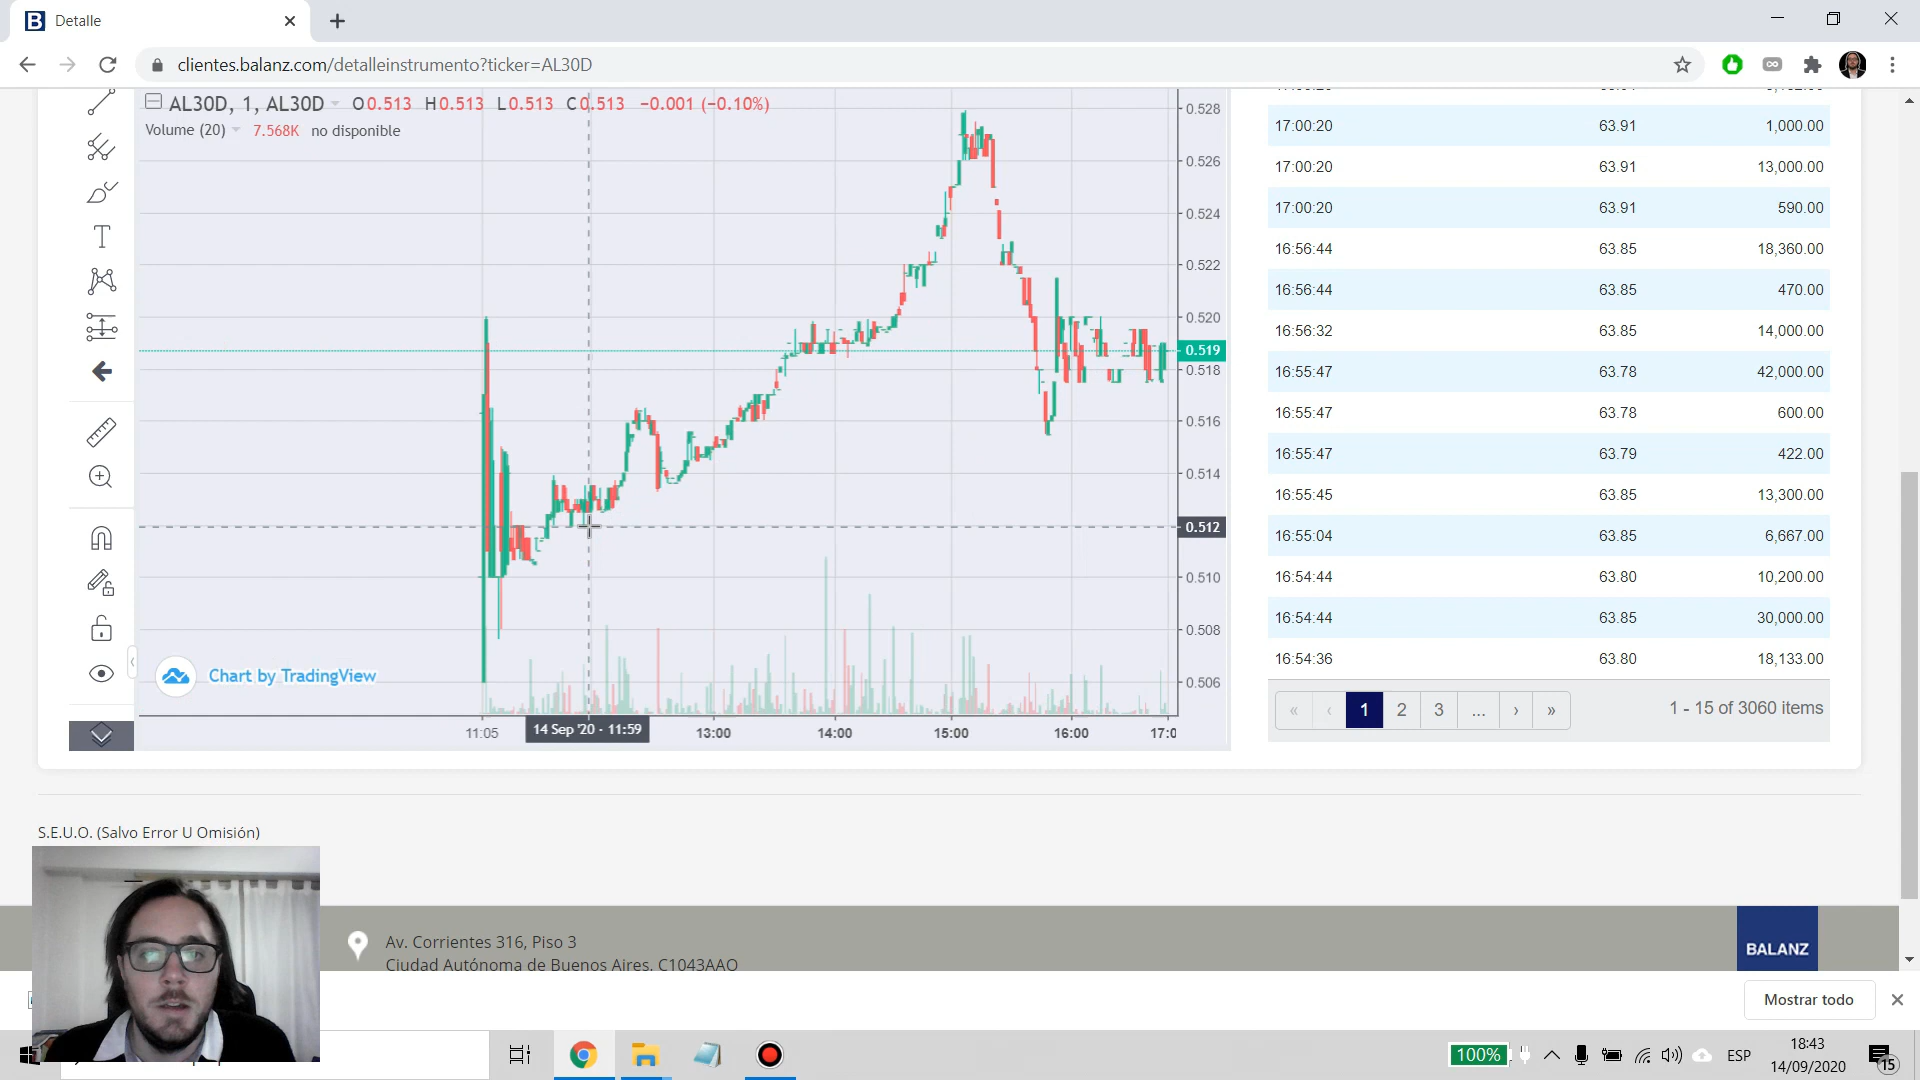 Detalle
clientes.balanz.com/detalleinstrumento?ticker=AL30D
AL30D, 1, AL30D O0.513 H0.513 L0.513 C0.513 −0.001 (−0.10%)
Volume (20) 7.568K no disponible
0.528
0.526
0.524
0.522
0.520
0.519
0.518
0.516
0.514
0.512
0.510
0.508
0.506
Chart by TradingView
11:05 14 Sep '20 - 11:59 13:00 14:00 15:00 16:00 17:0
17:00:20 63.91 1,000.00
17:00:20 63.91 13,000.00
17:00:20 63.91 590.00
16:56:44 63.85 18,360.00
16:56:44 63.85 470.00
16:56:32 63.85 14,000.00
16:55:47 63.78 42,000.00
16:55:47 63.78 600.00
16:55:47 63.79 422.00
16:55:45 63.85 13,300.00
16:55:04 63.85 6,667.00
16:54:44 63.80 10,200.00
16:54:44 63.85 30,000.00
16:54:36 63.80 18,133.00
« ‹ 1 2 3 ... › » 1 - 15 of 3060 items
S.E.U.O. (Salvo Error U Omisión)
Av. Corrientes 316, Piso 3
Ciudad Autónoma de Buenos Aires. C1043AAO
BALANZ
Mostrar todo
100% ESP 18:43
14/09/2020
15